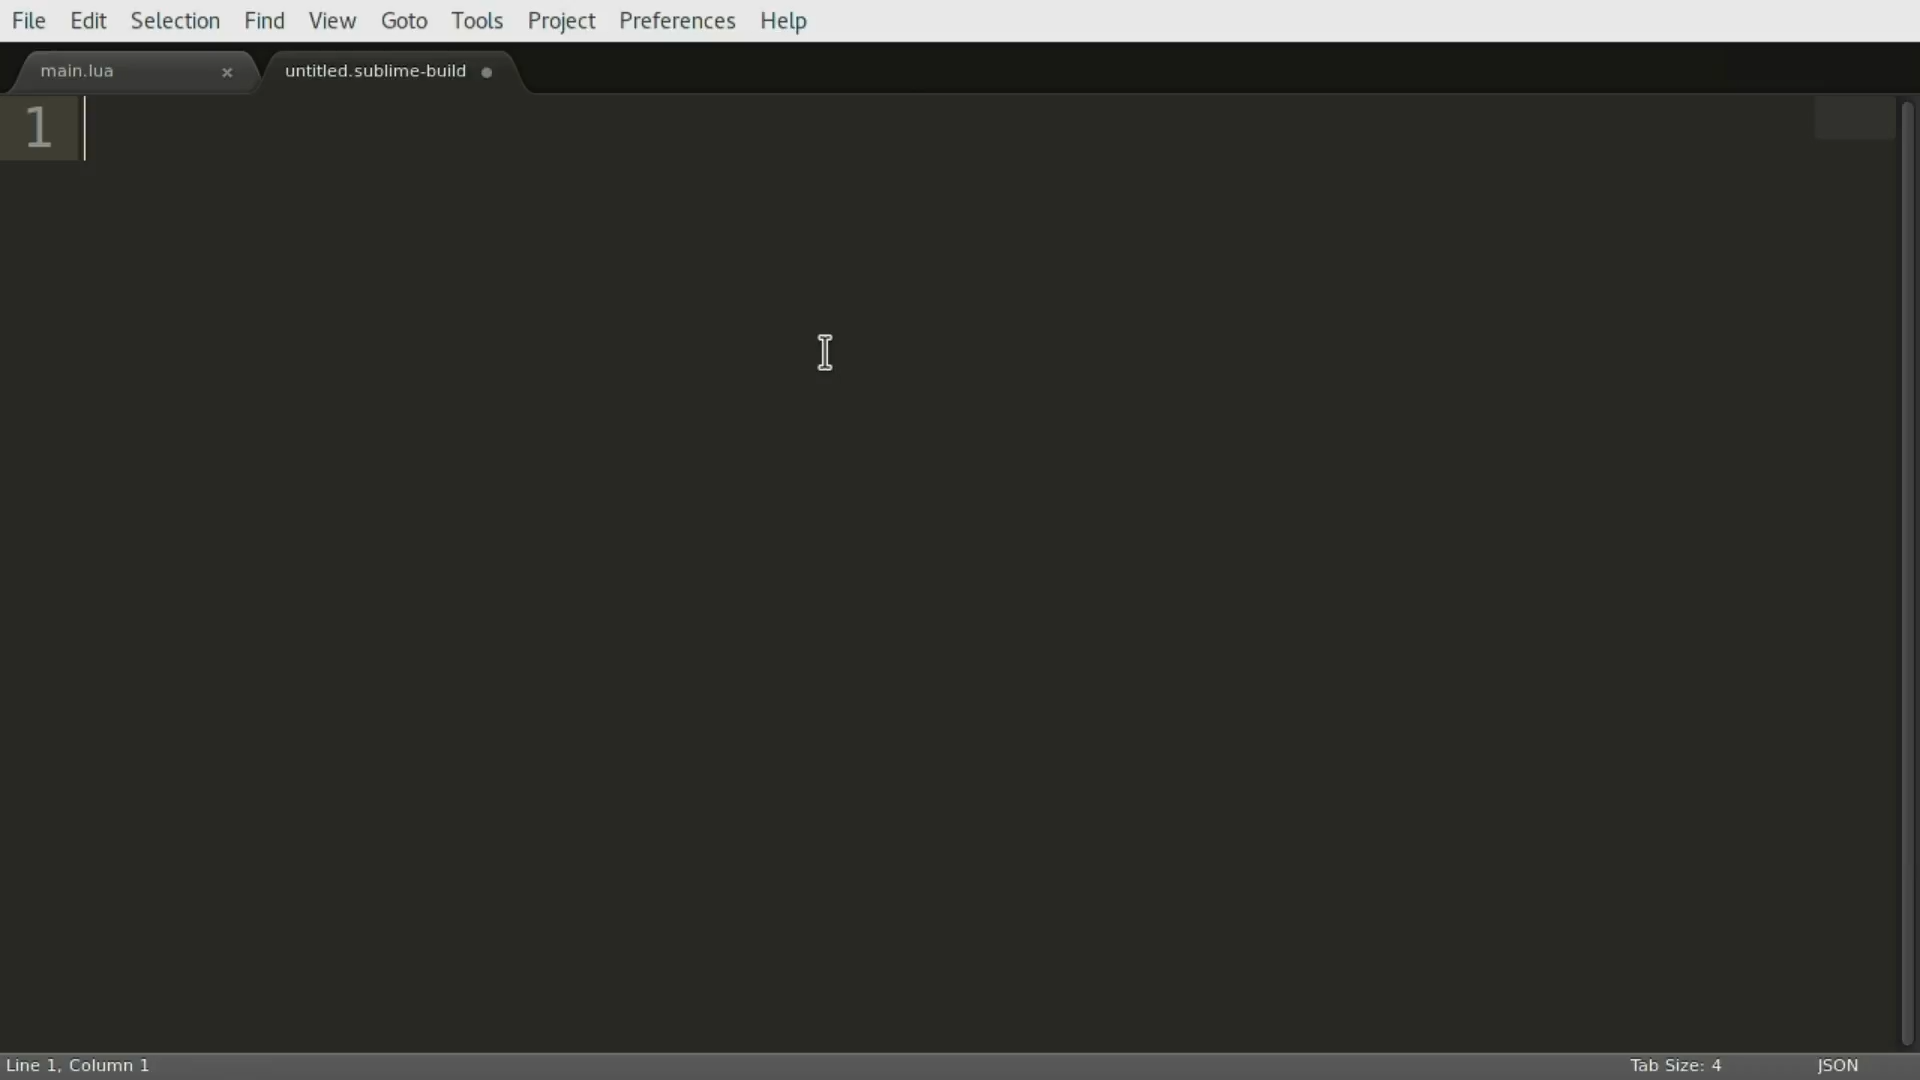 File Edit Selection Find View Goto Tools Project Preferences Help
main.lua × untitled.sublime-build
1
Line 1, Column 1 Tab Size: 4 JSON